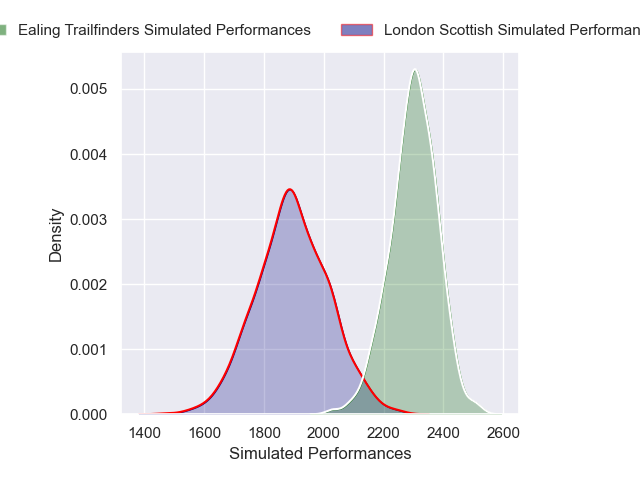 Ealing Trailfinders Simulated Performances London Scottish Simulated Performan
0.005
0.004
0.003
0.002
0.001
0.000
Density
1400 1600 1800 2000 2200 2400 2600
Simulated Performances